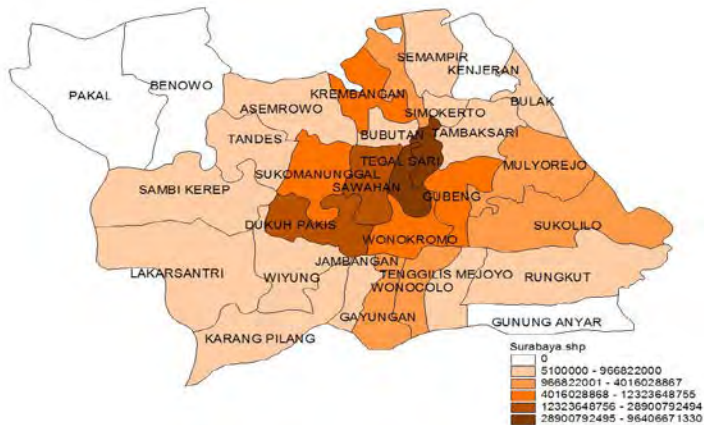 SEMAMPIR
KENJERAN
BENOWO
PAKAL
KREMBANGAN
BULAK
ASEMROWO
SIMOKERTO
TANDES
BUBUTAN
TAMBAKSARI
TEGAL SARI
MULYOREJO
SUKOMANUNGGAL
SAMBI KEREP
SAWAHAN
GUBENG
DUKUH PAKIS
SUKOLILO
WONOKROMO
JAMBANGAN
LAKARSANTRI
WIYUNG
TENGGILIS MEJOYO
RUNGKUT
WONOCOLO
GAYUNGAN
GUNUNG ANYAR
KARANG PILANG
Surabaya.shp
0
5100000 - 966822000
966822001 - 4016028867
4016028868 - 12323648755
12323648756 - 28900792494
28900792495 - 96406671330